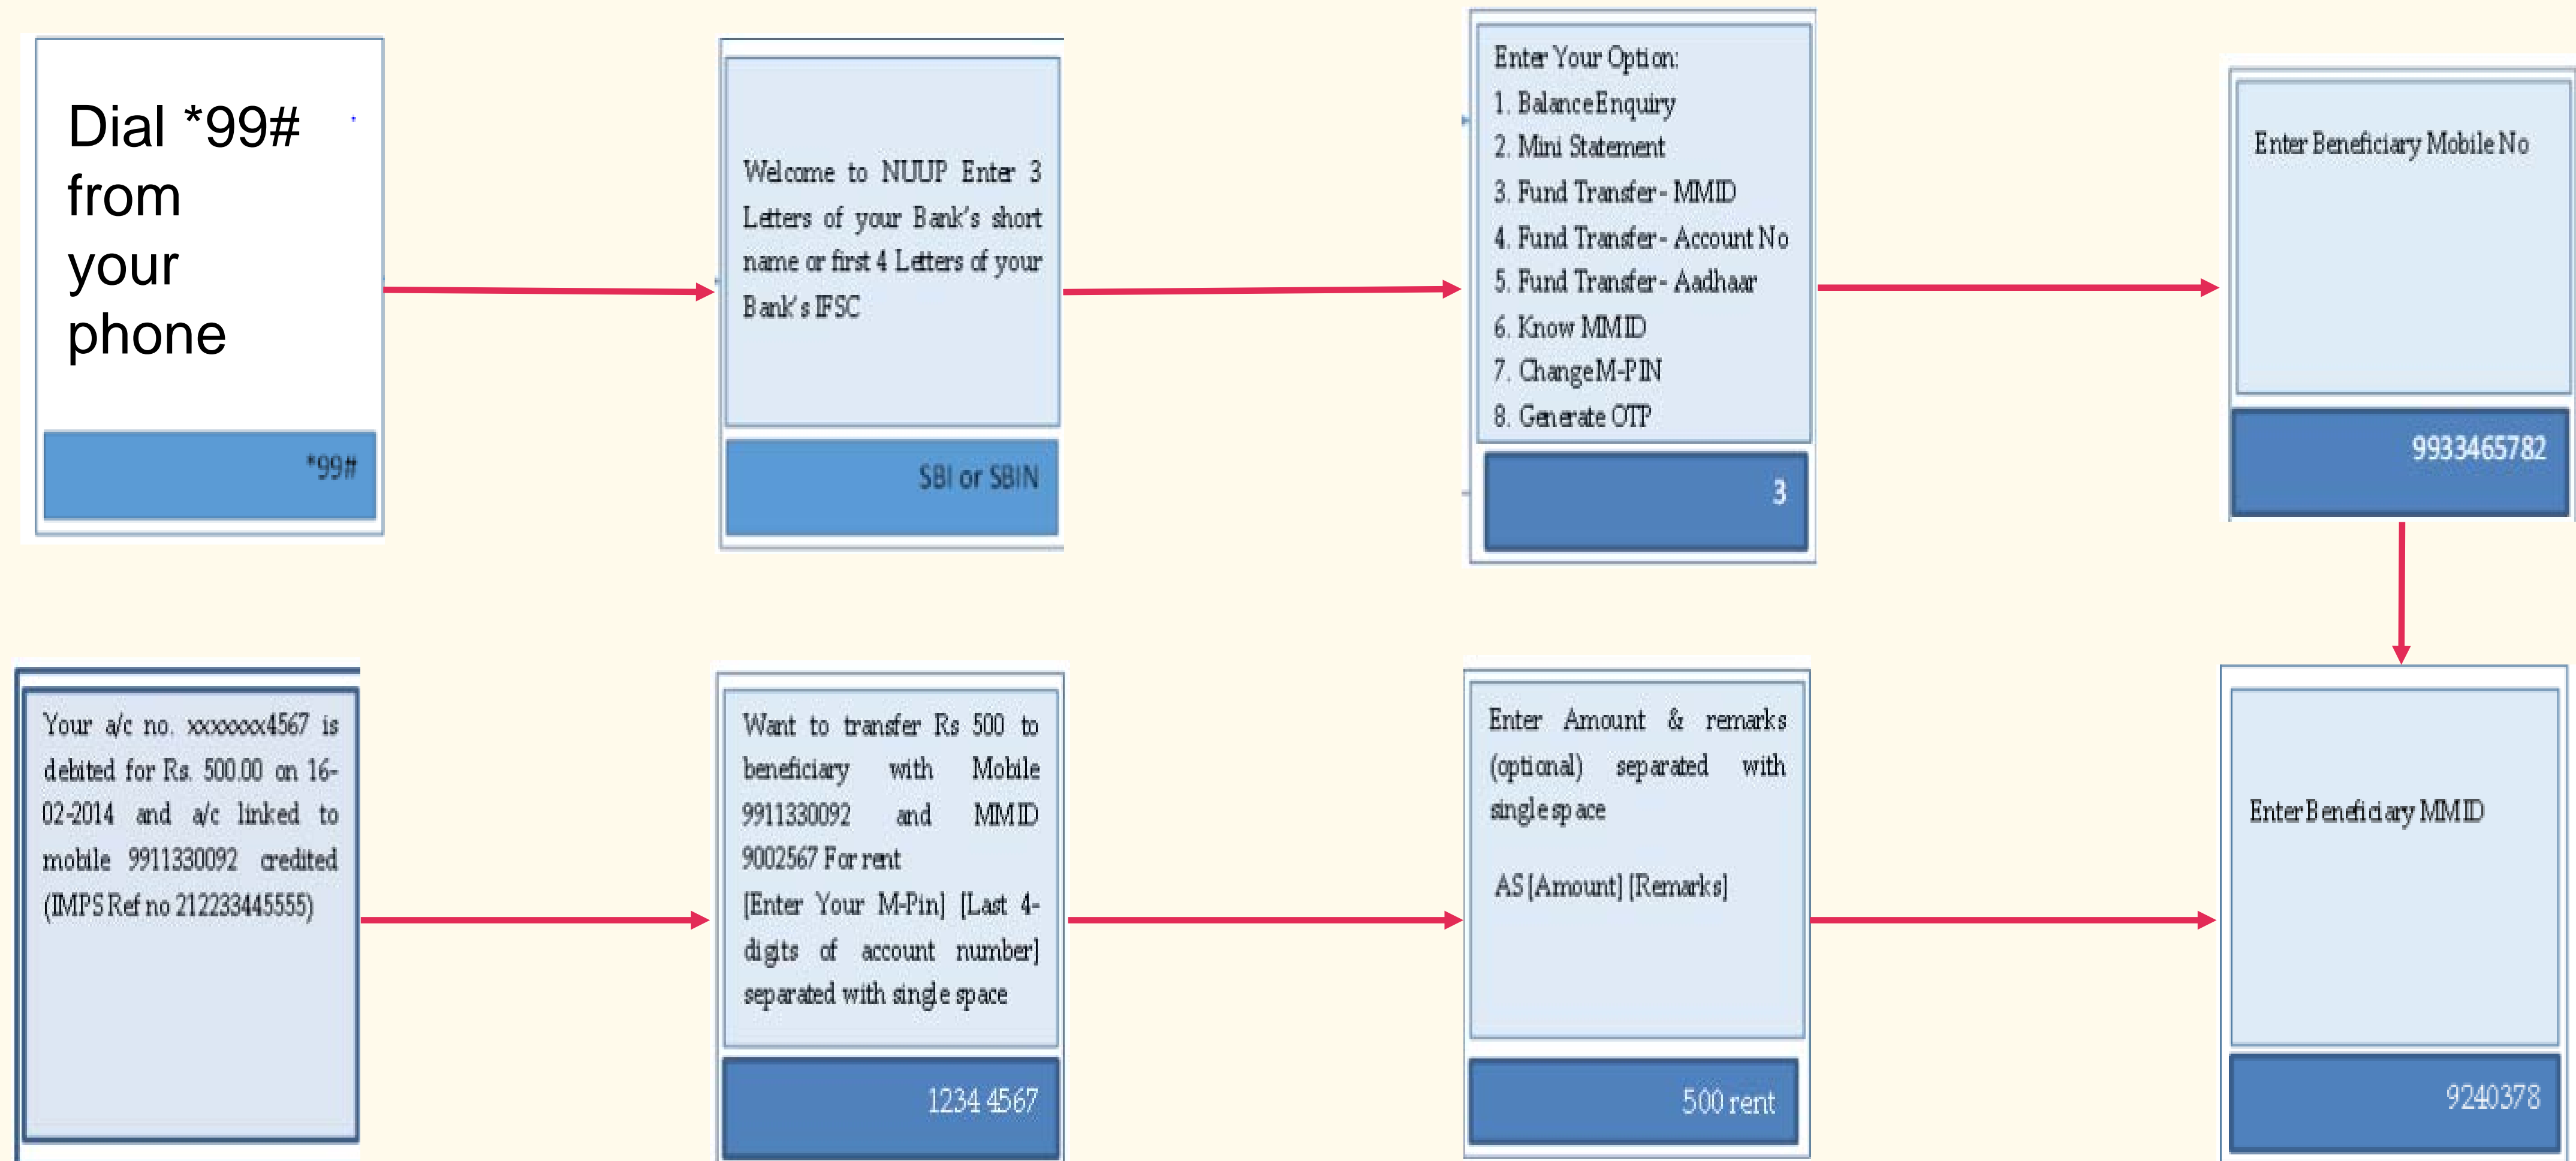 Dial *99#
from
your
phone
*99#
Welcome to NUUP Enter 3
Letters of your Bank's short
name or first 4 Letters of your
Bank's IFSC
SBI or SBIN
Enter Your Option:
1. Balance Enquiry
2. Mini Statement
3. Fund Transfer- MMID
4. Fund Transfer- Account No
5. Fund Transfer- Aadhaar
6. Know MMID
7. Change M-PIN
8. Generate OTP
3
Enter Beneficiary Mobile No
9933465782
Your a/c no. xxxxxxx4567 is
debited for Rs. 500.00 on 16-
02-2014 and a/c linked to
mobile 9911330092 credited
(IMPS Ref no 212233445555)
Want to transfer Rs 500 to
beneficiary with Mobile
9911330092 and MMID
9002567 For rent
[Enter Your M-Pin] [Last 4-
digits of account number]
separated with single space
1234 4567
Enter Amount & remarks
(optional) separated with
single space
AS [Amount] [Remarks]
500 rent
Enter Beneficiary MMID
9240378